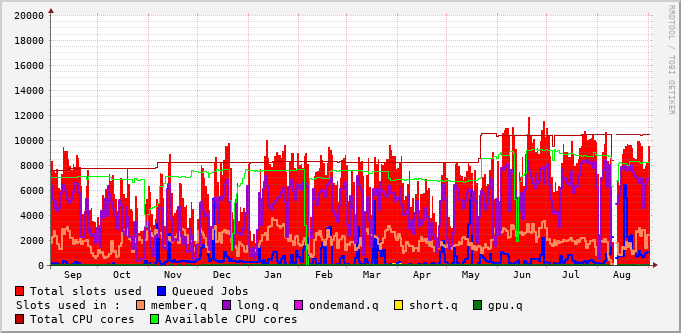 20000
18000
16000
14000
12000
10000
8000
6000
4000
2000
0
Sep Oct Nov Dec Jan Feb Mar Apr May Jun Jul Aug
RRDTOOL / TOBI OETIKER
Total slots used Queued Jobs
Slots used in : member.q long.q ondemand.q short.q gpu.q
Total CPU cores Available CPU cores